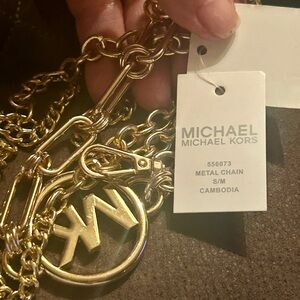 MICHAEL
MICHAEL KORS
556073
METAL CHAIN
S/M
CAMBODIA
MK